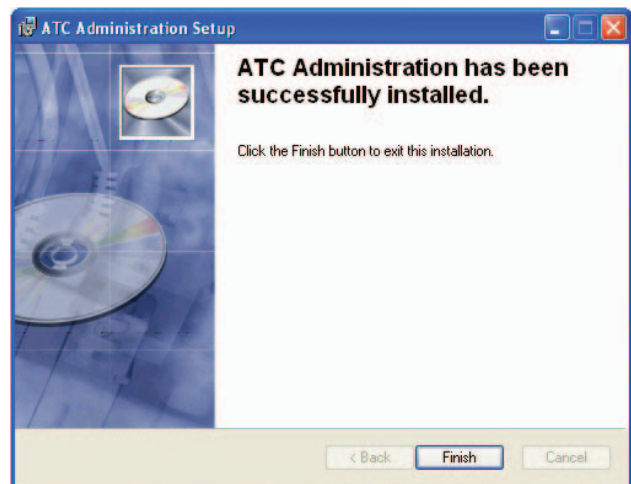 ATC Administration Setup
ATC Administration has been
successfully installed.
Click the Finish button to exit this installation.
< Back
Finish
Cancel